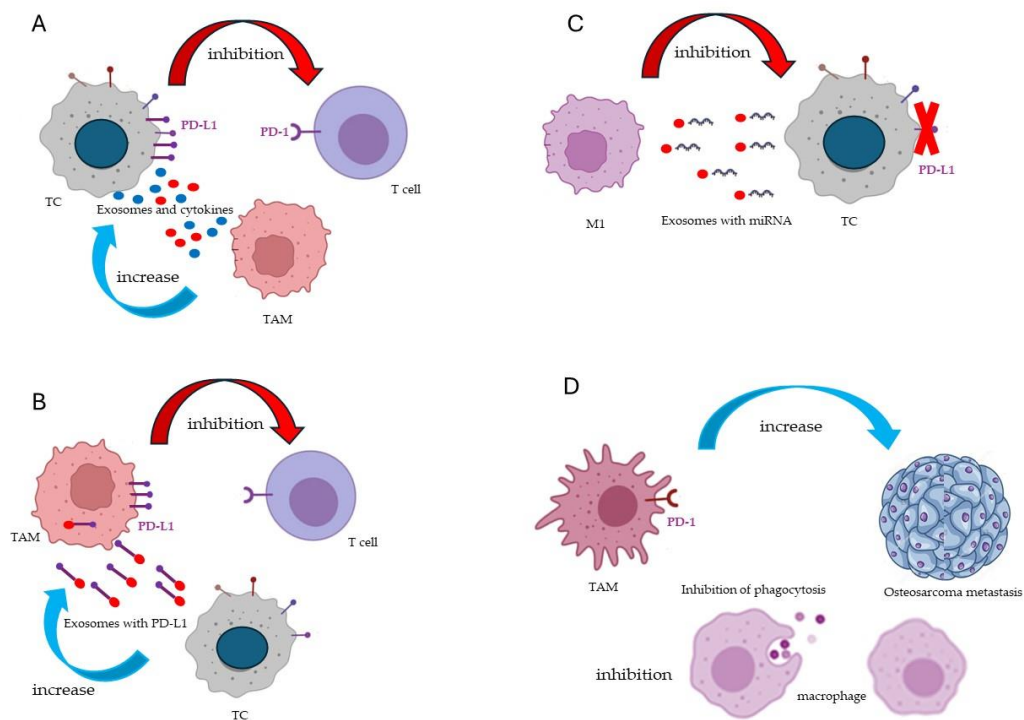 A
inhibition
PD-L1
PD-1
TC
T cell
Exosomes and cytokines
increase
TAM
B
inhibition
PD-L1
TAM
T cell
Exosomes with PD-L1
increase
TC
C
inhibition
PD-L1
M1
Exosomes with miRNA
TC
D
increase
PD-1
TAM
Inhibition of phagocytosis
Osteosarcoma metastasis
inhibition
macrophage